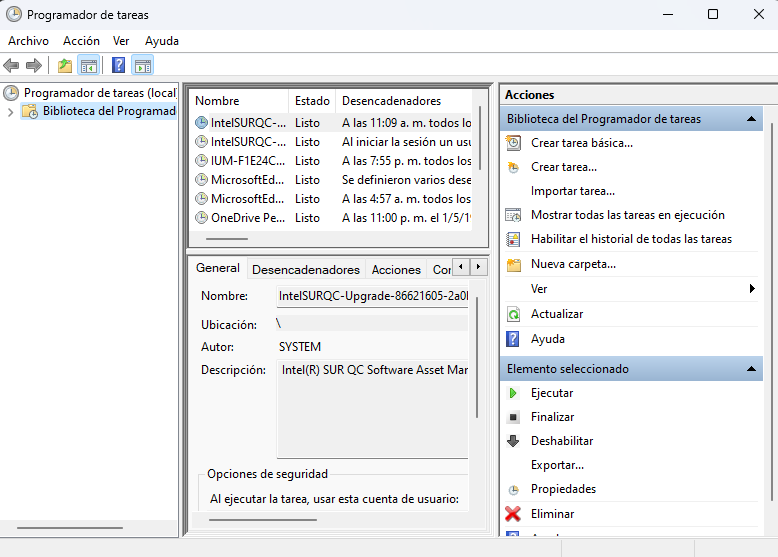 Programador de tareas
Archivo Acción Ver Ayuda
Programador de tareas (local
Biblioteca del Programad
Nombre Estado Desencadenadores
IntelSURQC-... Listo A las 11:09 a. m. todos lo
IntelSURQC-... Listo Al iniciar la sesión un usu
IUM-F1E24C... Listo A las 7:55 p. m. todos los
MicrosoftEd... Listo Se definieron varios dese
MicrosoftEd... Listo A las 4:57 a. m. todos los
OneDrive Pe... Listo A las 11:00 p. m. el 1/5/19
General Desencadenadores Acciones Cor
Nombre: IntelSURQC-Upgrade-86621605-2a0l
Ubicación: \
Autor: SYSTEM
Descripción: Intel(R) SUR QC Software Asset Mar
Opciones de seguridad
Al ejecutar la tarea, usar esta cuenta de usuario:
Acciones
Biblioteca del Programador de tareas
Crear tarea básica...
Crear tarea...
Importar tarea...
Mostrar todas las tareas en ejecución
Habilitar el historial de todas las tareas
Nueva carpeta...
Ver
Actualizar
Ayuda
Elemento seleccionado
Ejecutar
Finalizar
Deshabilitar
Exportar...
Propiedades
Eliminar